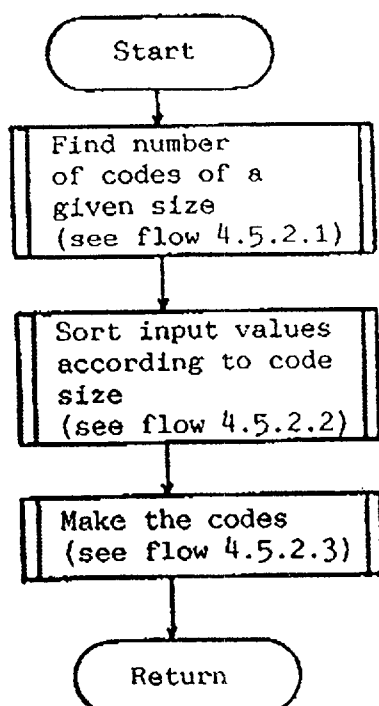 Start
Find number
of codes of a
given size
(see flow 4.5.2.1)
Sort input values
according to code
size
(see flow 4.5.2.2)
Make the codes
(see flow 4.5.2.3)
Return